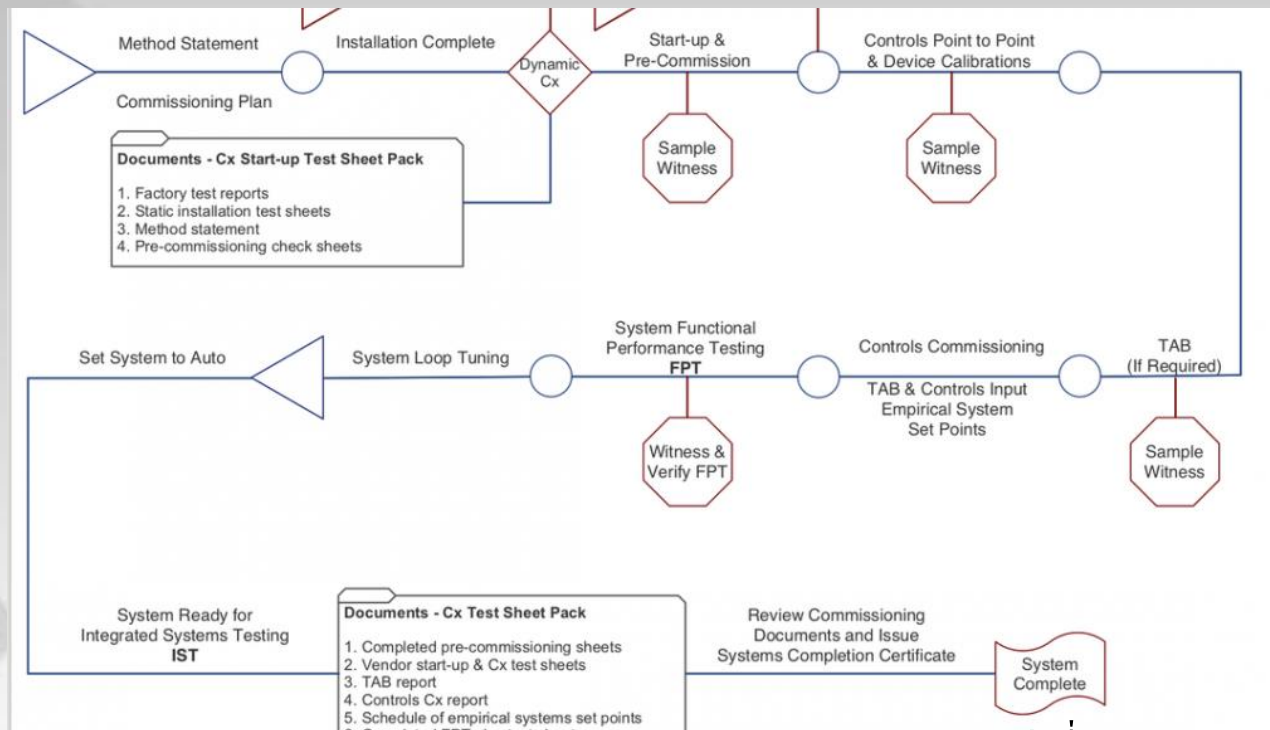 Method Statement
Installation Complete
Commissioning Plan
Dynamic
Cx
Start-up &
Pre-Commission
Controls Point to Point
& Device Calibrations
Sample
Witness
Sample
Witness
Documents - Cx Start-up Test Sheet Pack
1. Factory test reports
2. Static installation test sheets
3. Method statement
4. Pre-commissioning check sheets
Set System to Auto
System Loop Tuning
System Functional
Performance Testing
FPT
Controls Commissioning
TAB & Controls Input
Empirical System
Set Points
TAB
(If Required)
Witness &
Verify FPT
Sample
Witness
System Ready for
Integrated Systems Testing
IST
Documents - Cx Test Sheet Pack
1. Completed pre-commissioning sheets
2. Vendor start-up & Cx test sheets
3. TAB report
4. Controls Cx report
5. Schedule of empirical systems set points
Review Commissioning
Documents and Issue
Systems Completion Certificate
System
Complete